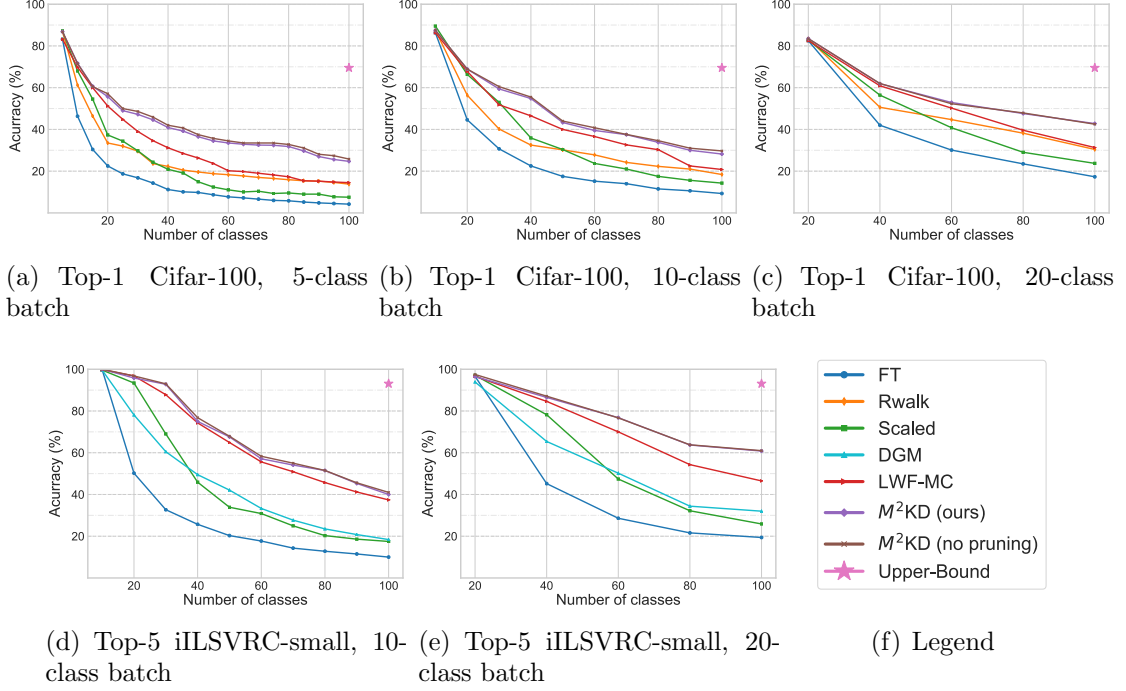 100
80
60
40
20
Acurracy (%)
20 40 60 80 100
Number of classes
(a) Top-1 Cifar-100, 5-class
batch
100
80
60
40
20
Acurracy (%)
20 40 60 80 100
Number of classes
(b) Top-1 Cifar-100, 10-class
batch
100
80
60
40
20
Acurracy (%)
20 40 60 80 100
Number of classes
(c) Top-1 Cifar-100, 20-class
batch
100
80
60
40
20
Acurracy (%)
20 40 60 80 100
Number of classes
(d) Top-5 iILSVRC-small, 10-
class batch
100
80
60
40
20
Acurracy (%)
20 40 60 80 100
Number of classes
(e) Top-5 iILSVRC-small, 20-
class batch
FT
Rwalk
Scaled
DGM
LWF-MC
M²KD (ours)
M²KD (no pruning)
Upper-Bound
(f) Legend